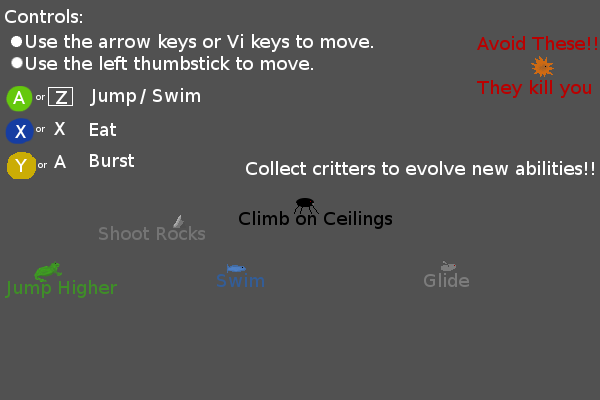 Controls:
Use the arrow keys or Vi keys to move.
Use the left thumbstick to move.
Avoid These!!
They kill you
A or Z Jump / Swim
X or X Eat
Y or A Burst
Collect critters to evolve new abilities!!
Climb on Ceilings
Shoot Rocks
Jump Higher
Swim
Glide